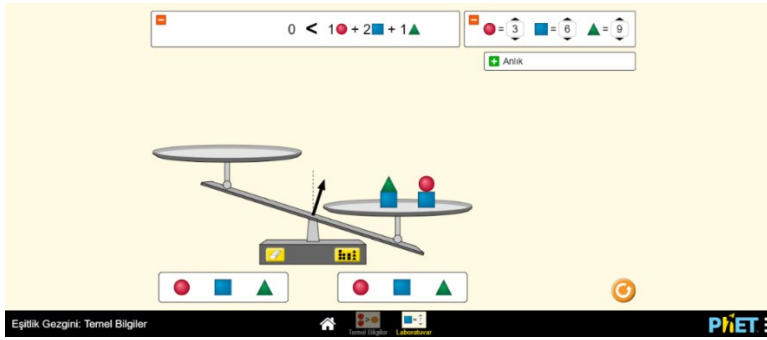 0 < 1 + 2 + 1
= 3 = 6 = 9
Anlık
Eşitlik Gezgini: Temel Bilgiler
Temel Bilgiler
Laboratuvar
PhET